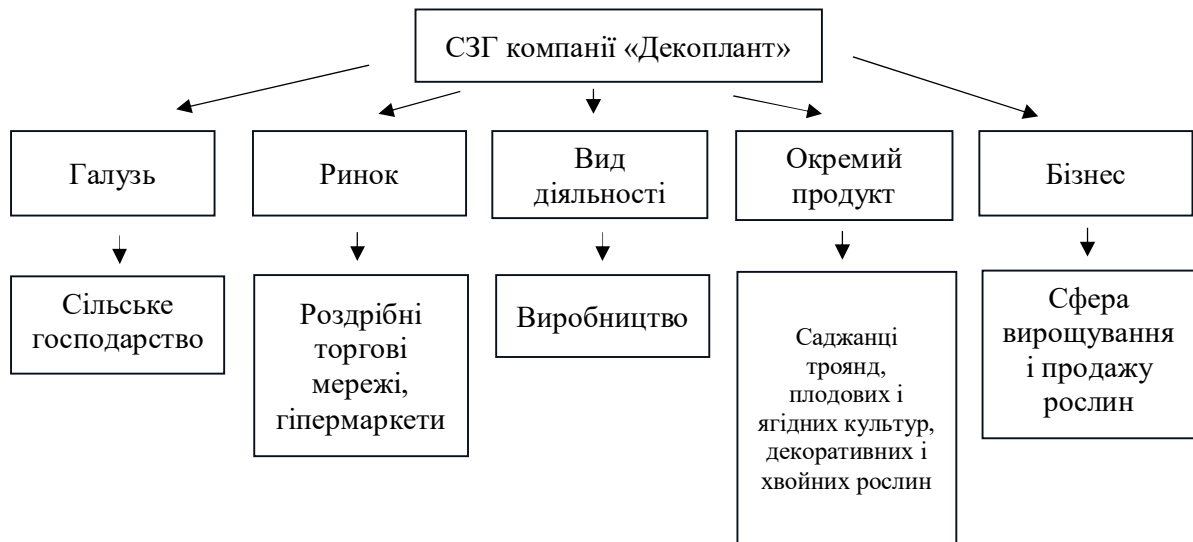 СЗГ компанії «Декоплант»
Галузь
Ринок
Вид
діяльності
Окремий
продукт
Бізнес
Сільське
господарство
Роздрібні
торгові
мережі,
гіпермаркети
Виробництво
Саджанці
троянд,
плодових і
ягідних культур,
декоративних і
хвойних рослин
Сфера
вирощування
і продажу
рослин